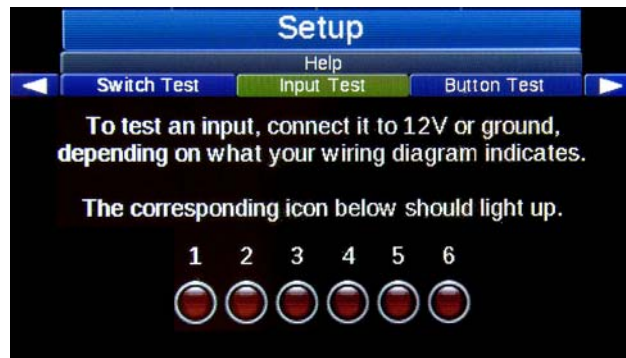 Setup
Help
Switch Test Input Test Button Test
To test an input, connect it to 12V or ground,
depending on what your wiring diagram indicates.
The corresponding icon below should light up.
1 2 3 4 5 6